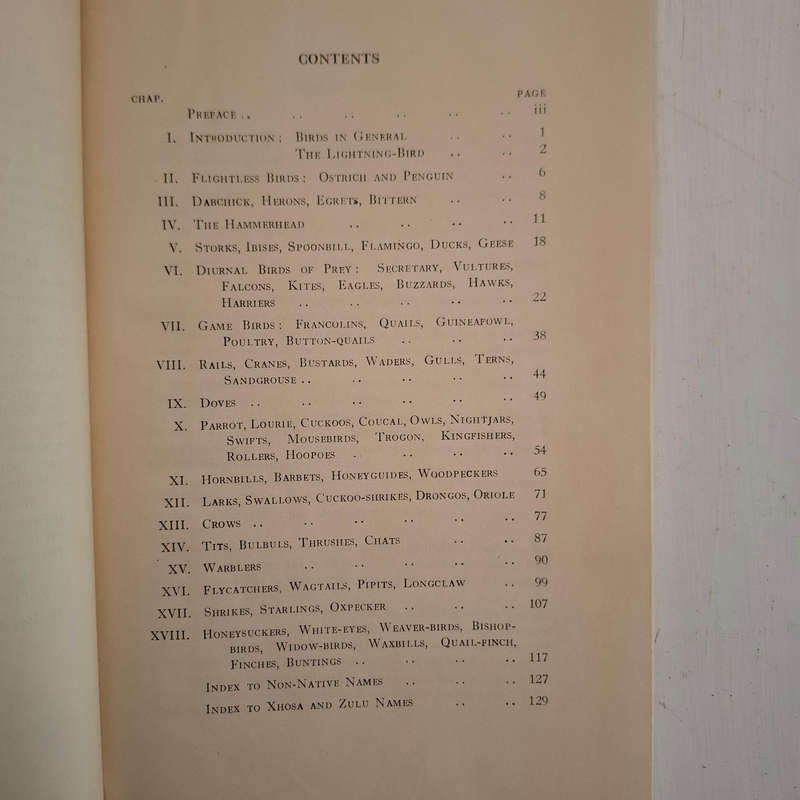 CONTENTS
CHAP. PAGE
PREFACE .. .. .. .. .. .. iii
I. INTRODUCTION: BIRDS IN GENERAL .. .. 1
THE LIGHTNING-BIRD .. .. 2
II. FLIGHTLESS BIRDS: OSTRICH AND PENGUIN .. 6
III. DABCHICK, HERONS, EGRETS, BITTERN .. .. 8
IV. THE HAMMERHEAD .. .. .. .. 11
V. STORKS, IBISES, SPOONBILL, FLAMINGO, DUCKS, GEESE 18
VI. DIURNAL BIRDS OF PREY: SECRETARY, VULTURES,
FALCONS, KITES, EAGLES, BUZZARDS, HAWKS,
HARRIERS .. .. .. .. .. 22
VII. GAME BIRDS: FRANCOLINS, QUAILS, GUINEAFOWL,
POULTRY, BUTTON-QUAILS .. .. .. 38
VIII. RAILS, CRANES, BUSTARDS, WADERS, GULLS, TERNS,
SANDGROUSE .. .. .. .. .. 44
IX. DOVES .. .. .. .. .. .. 49
X. PARROT, LOURIE, CUCKOOS, COUCAL, OWLS, NIGHTJARS,
SWIFTS, MOUSEBIRDS, TROGON, KINGFISHERS,
ROLLERS, HOOPOES . .. .. .. 54
XI. HORNBILLS, BARBETS, HONEYGUIDES, WOODPECKERS 65
XII. LARKS, SWALLOWS, CUCKOO-SHRIKES, DRONGOS, ORIOLE 71
XIII. CROWS .. .. .. .. .. .. 77
XIV. TITS, BULBULS, THRUSHES, CHATS .. .. 87
XV. WARBLERS .. .. .. .. .. 90
XVI. FLYCATCHERS, WAGTAILS, PIPITS, LONGCLAW .. 99
XVII. SHRIKES, STARLINGS, OXPECKER .. .. .. 107
XVIII. HONEYSUCKERS, WHITE-EYES, WEAVER-BIRDS, BISHOP-
BIRDS, WIDOW-BIRDS, WAXBILLS, QUAIL-FINCH,
FINCHES, BUNTINGS .. .. .. .. 117
INDEX TO NON-NATIVE NAMES .. .. .. 127
INDEX TO XHOSA AND ZULU NAMES .. .. 129